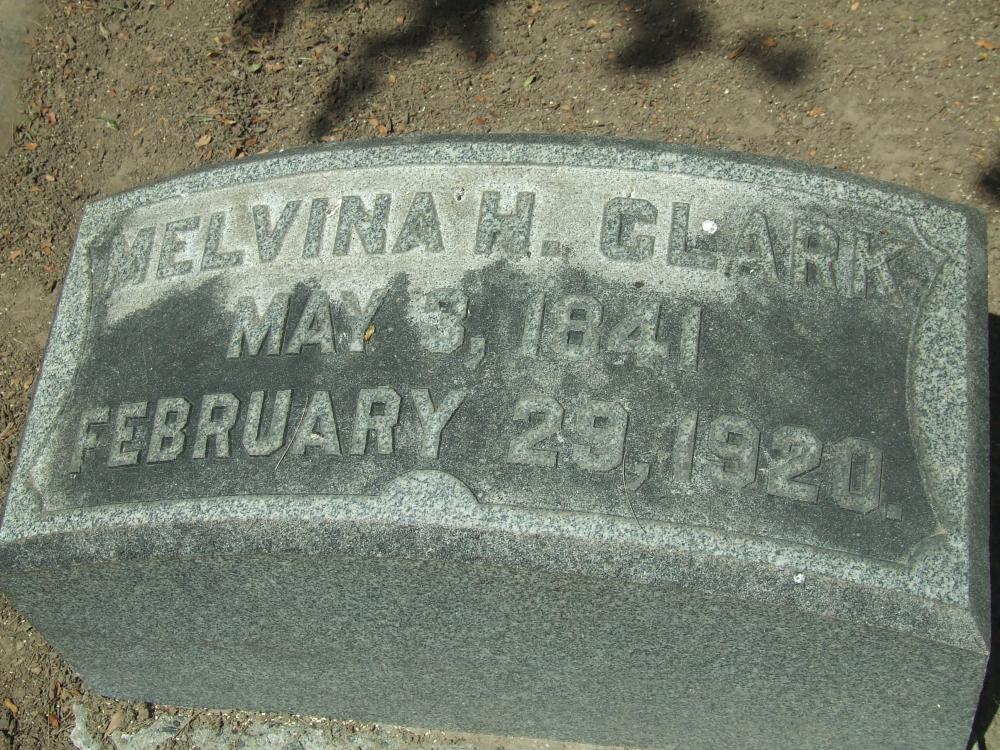 MELVINA H. CLARK
MAY 3, 1841
FEBRUARY 29, 1920.